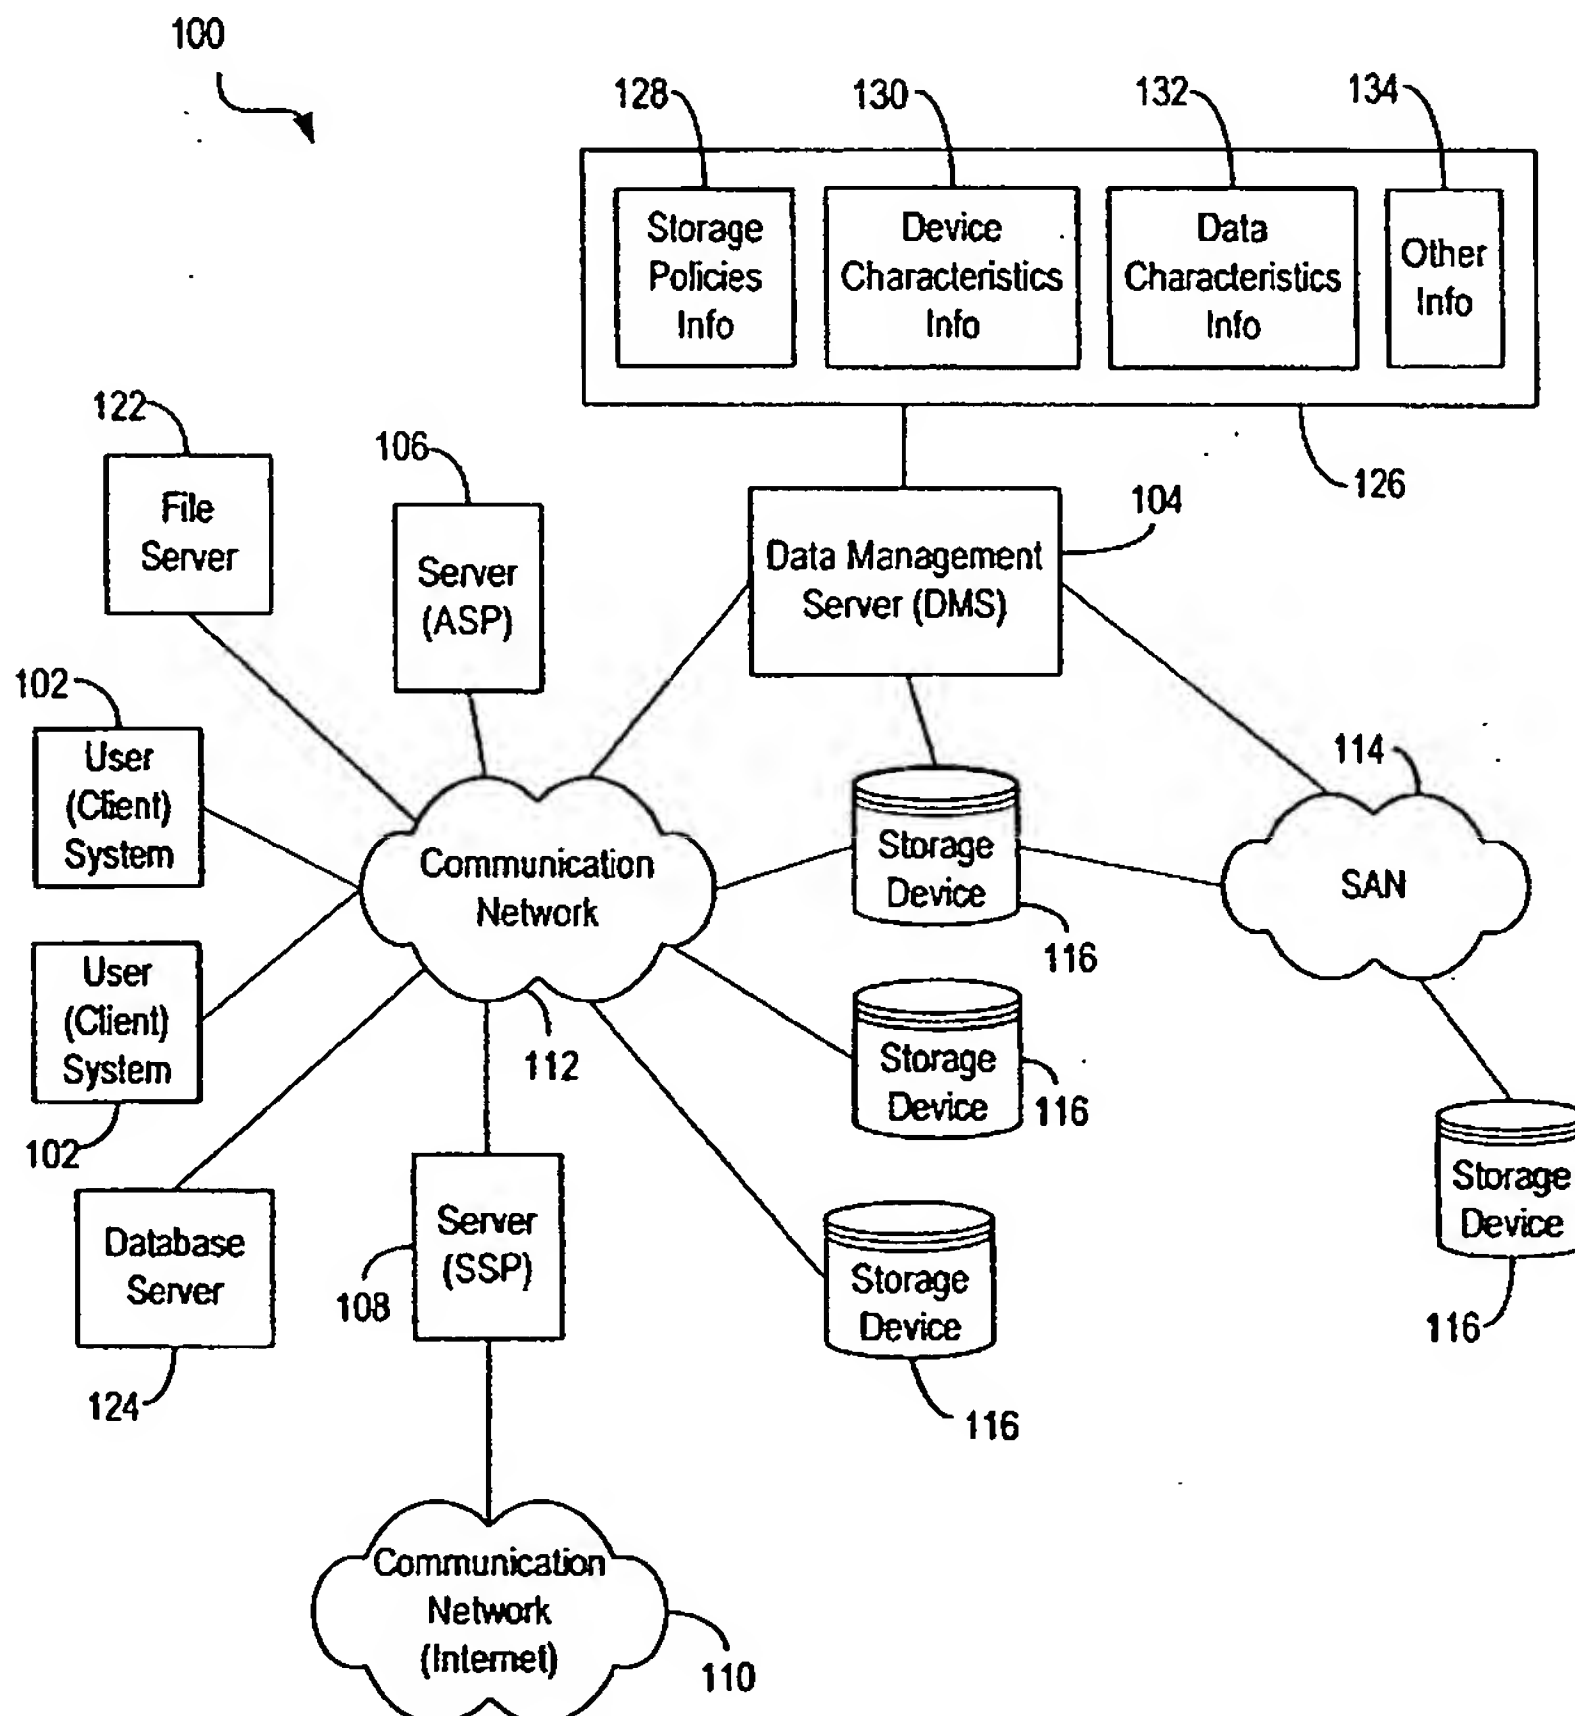 100
128
130
132
134
Storage
Policies
Info
Device
Characteristics
Info
Data
Characteristics
Info
Other
Info
122
106
126
104
File
Server
Server
(ASP)
Data Management
Server (DMS)
102
114
User
(Client)
System
Communication
Network
Storage
Device
SAN
116
User
(Client)
System
112
Storage
Device
116
102
Database
Server
Server
(SSP)
108
Storage
Device
Storage
Device
116
124
116
Communication
Network
(Internet)
110